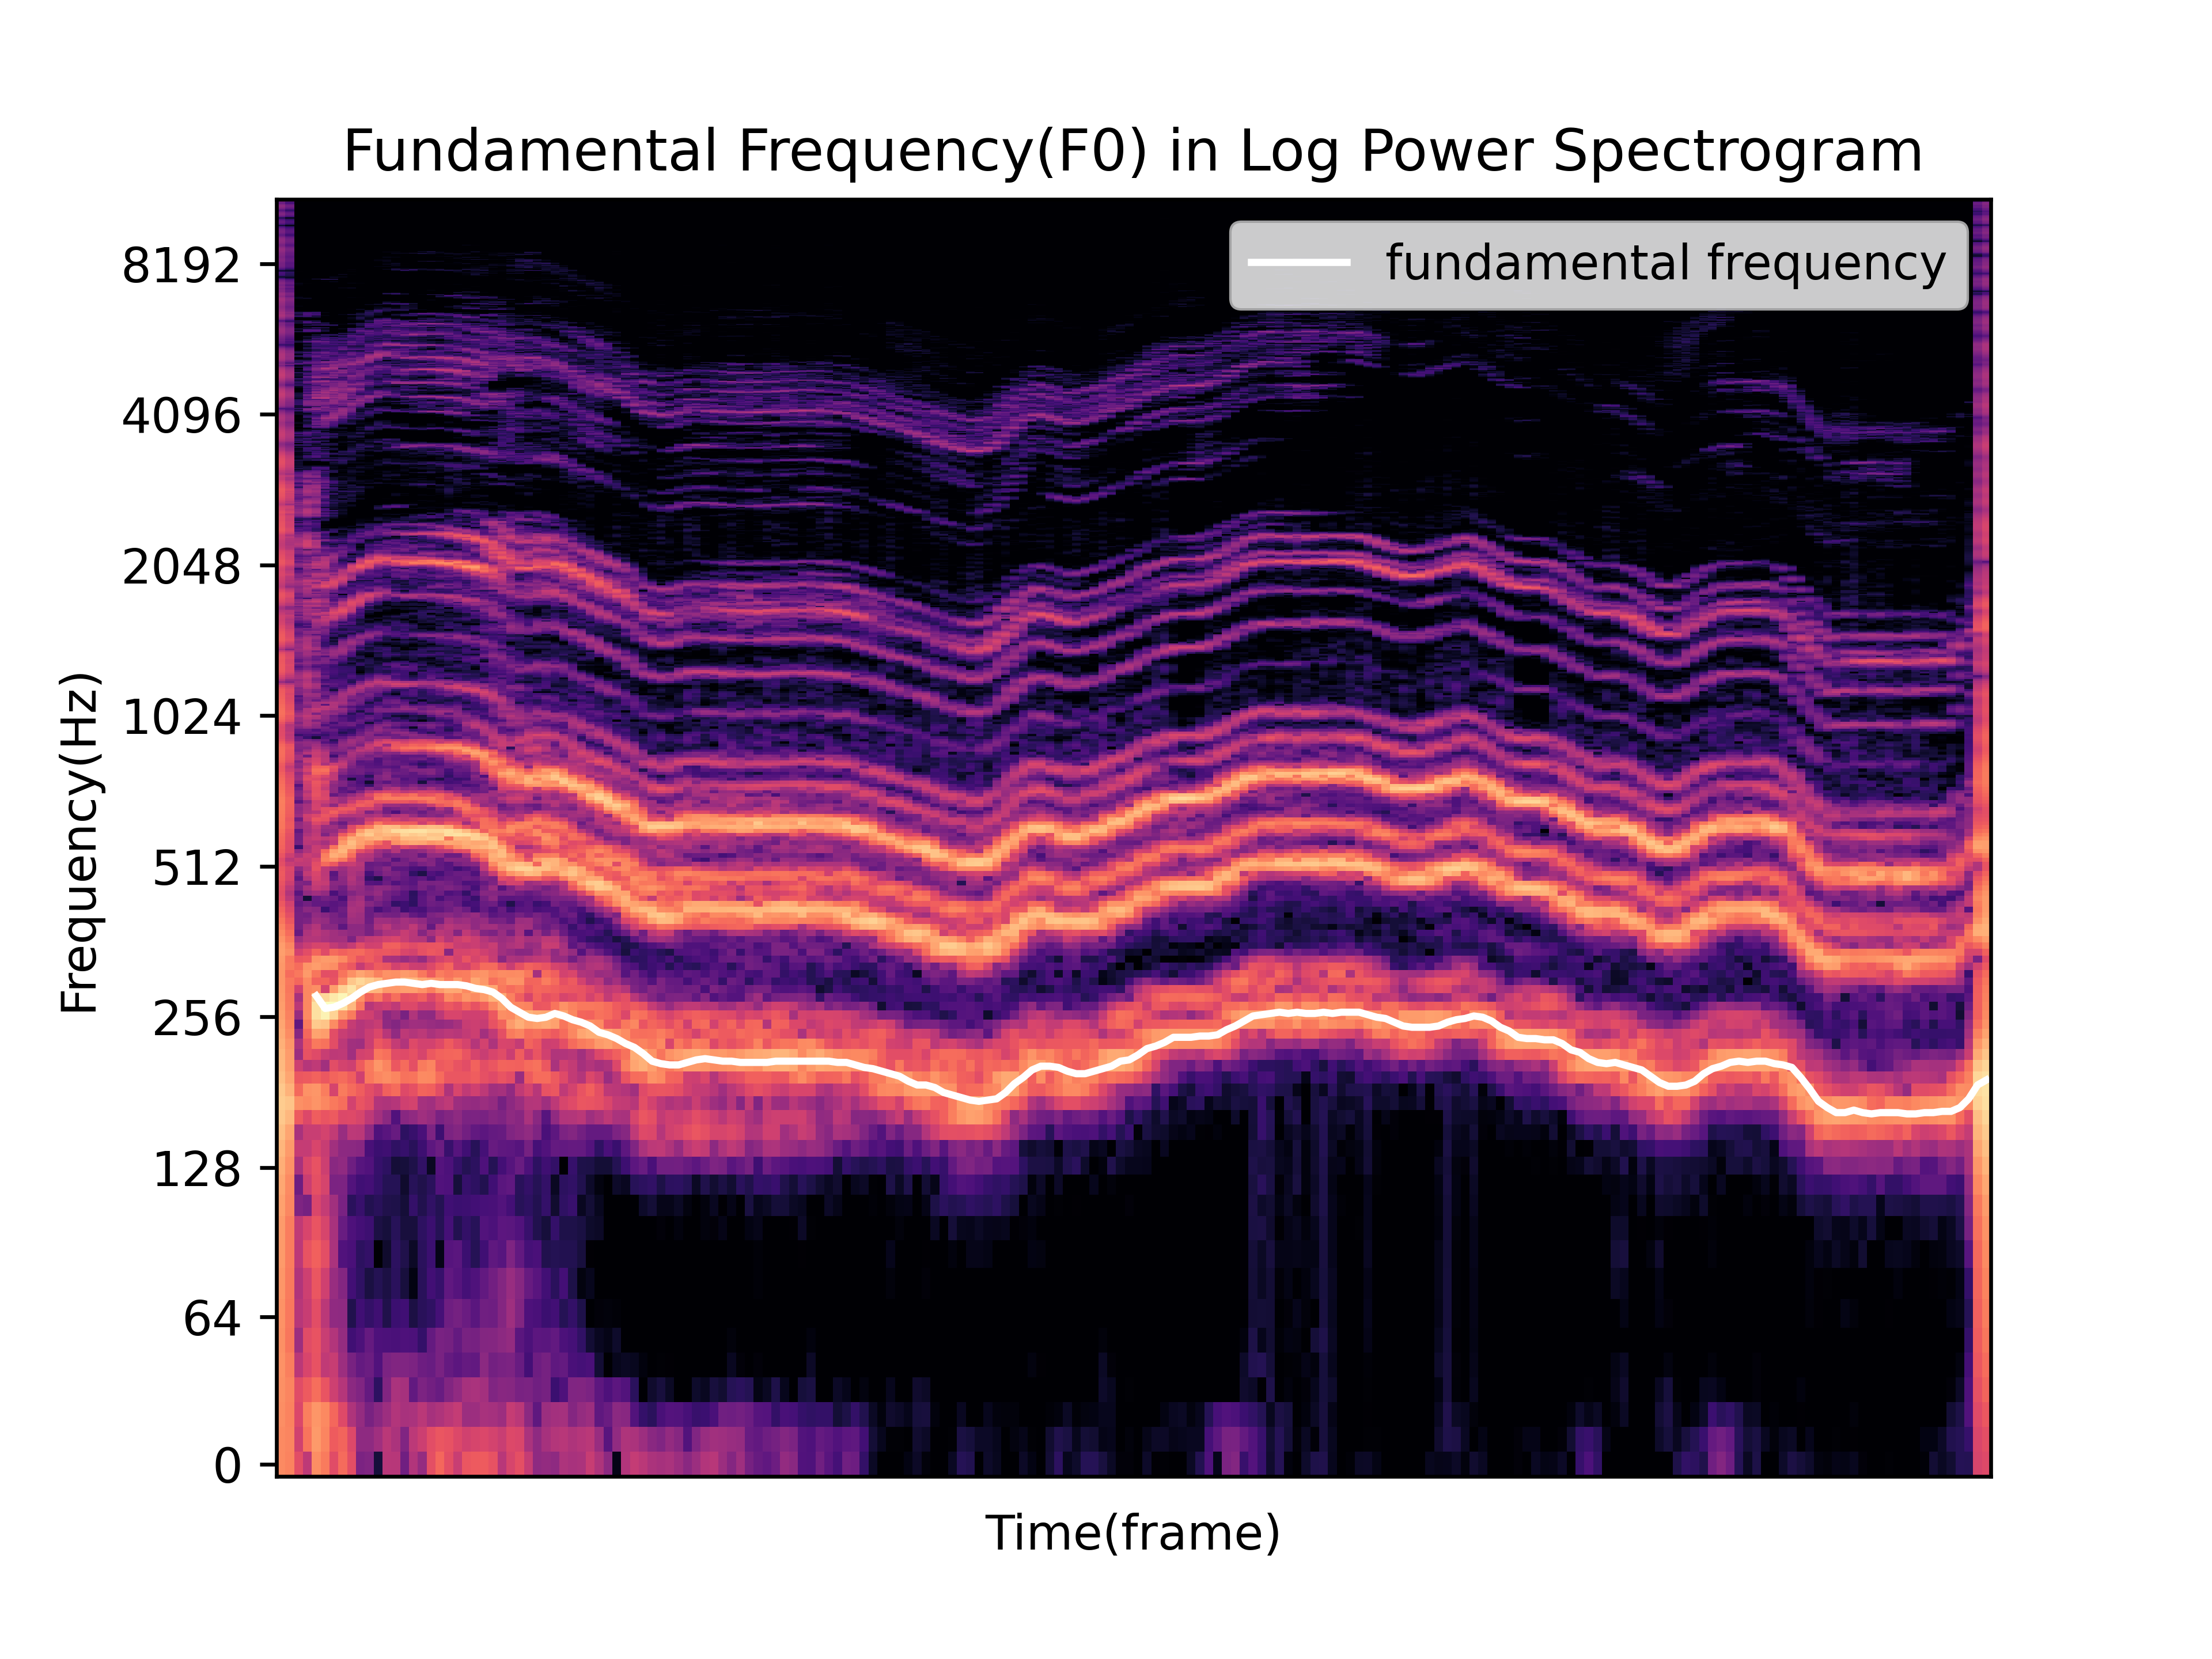 Fundamental Frequency(F0) in Log Power Spectrogram
fundamental frequency
8192
4096
2048
1024
512
256
128
64
0
Frequency(Hz)
Time(frame)